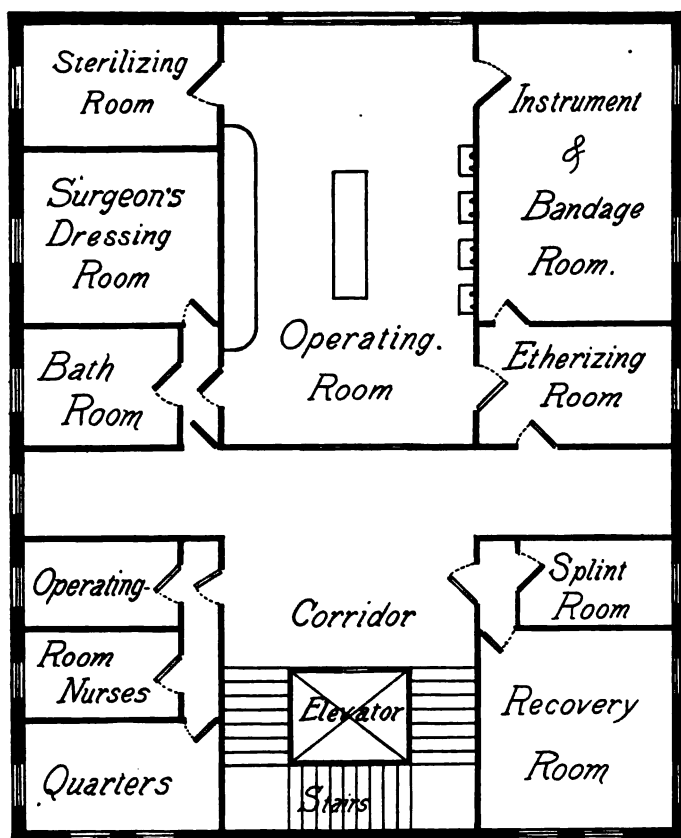 Sterilizing
Room
Surgeon's
Dressing
Room
Bath
Room
Operating.
Room
Instrument
&
Bandage
Room.
Etherizing
Room
Operating
Room
Nurses
Quarters
Corridor
Elevator
Stairs
Splint
Room
Recovery
Room